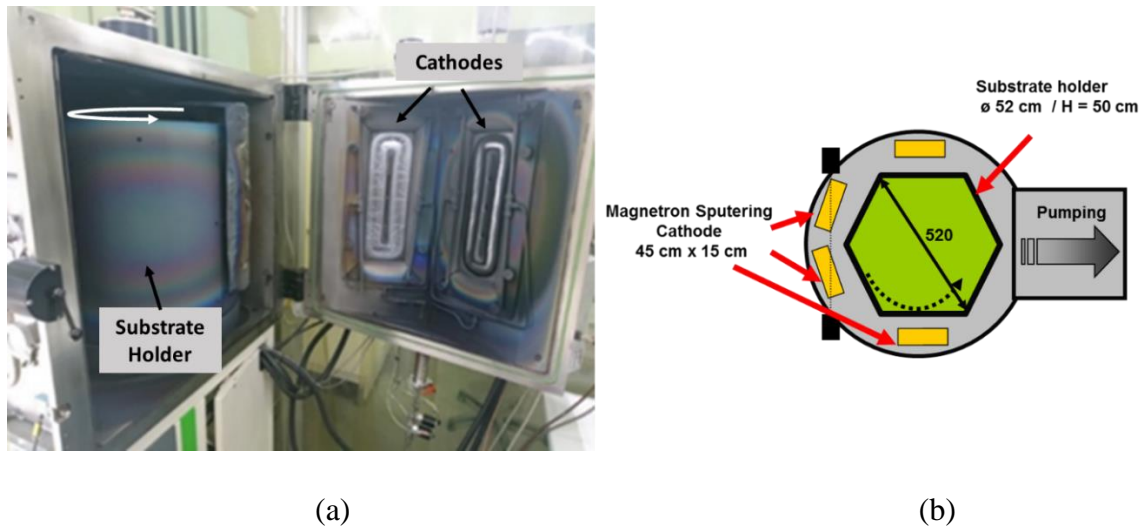 Cathodes
Substrate
Holder
Substrate holder
ø 52 cm / H = 50 cm
Magnetron Sputering
Cathode
45 cm x 15 cm
520
Pumping
(a)
(b)